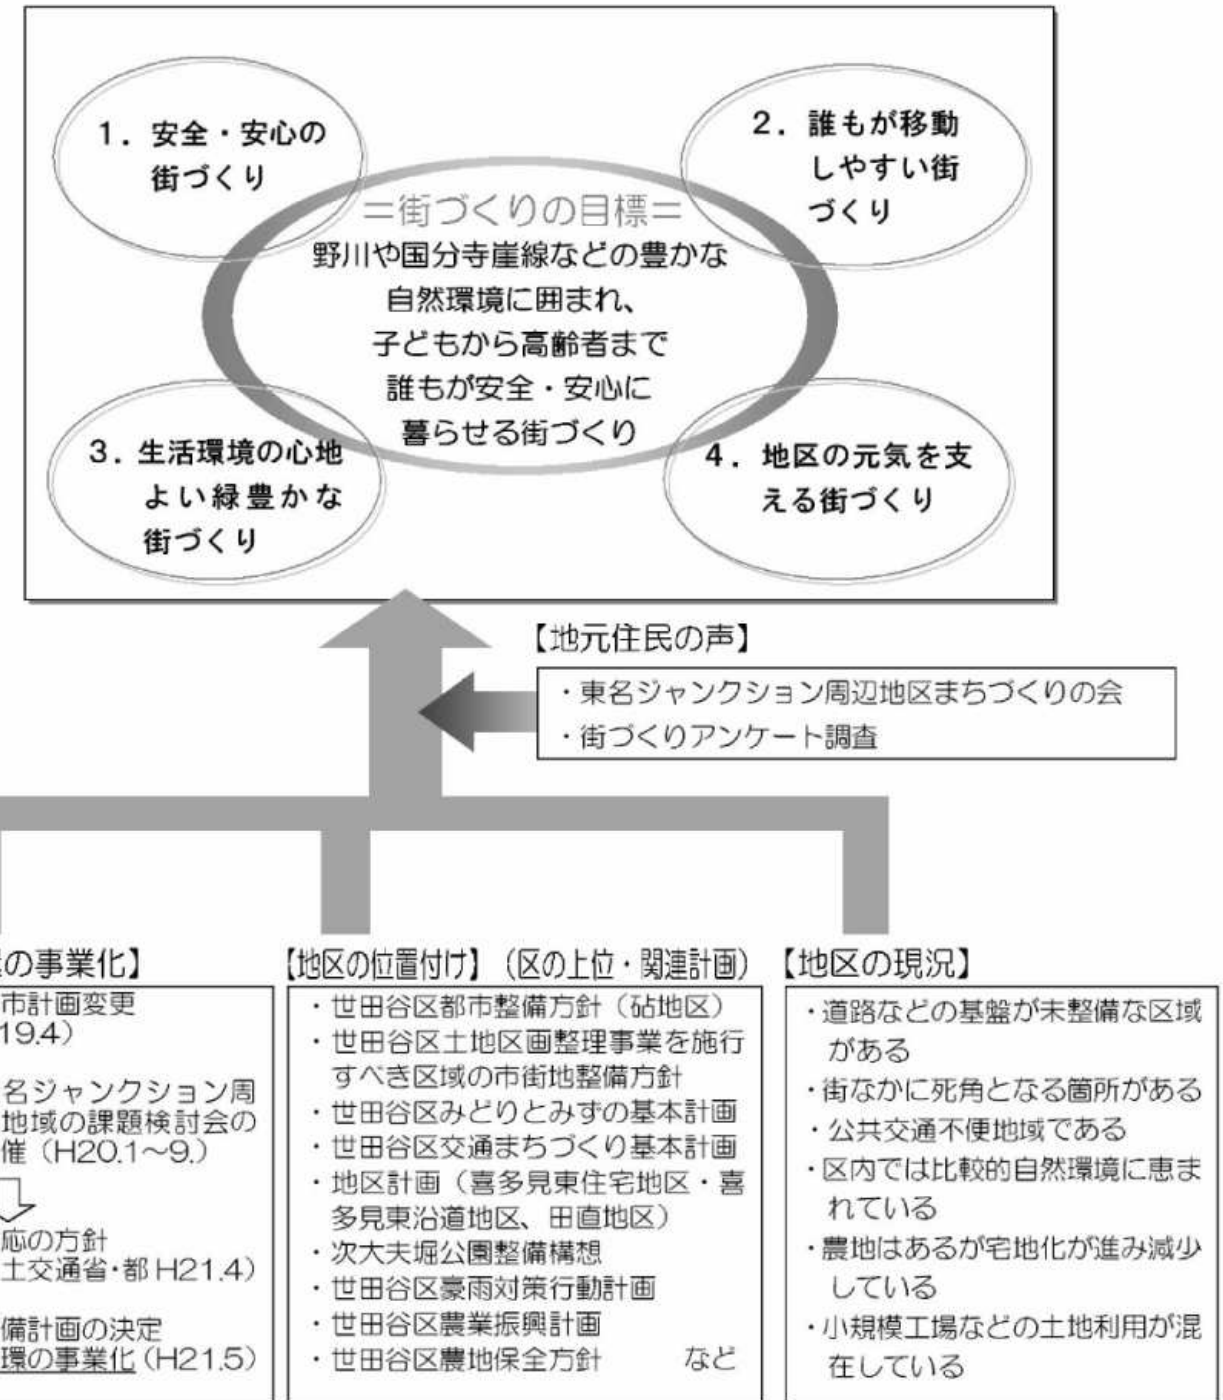 1. 安全・安心の
街づくり
2. 誰もが移動
しやすい街
づくり
=街づくりの目標=
野川や国分寺崖線などの豊かな
自然環境に囲まれ、
子どもから高齢者まで
誰もが安全・安心に
暮らせる街づくり
3. 生活環境の心地
よい緑豊かな
街づくり
4. 地区の元気を支
える街づくり
【地元住民の声】
・東名ジャンクション周辺地区まちづくりの会
・街づくりアンケート調査
の事業化】
市計画変更
19.4)
名ジャンクション周
地域の課題検討会の
催（H20.1〜9.）
応の方針
土交通省・都 H21.4）
備計画の決定
環の事業化（H21.5）
【地区の位置付け】（区の上位・関連計画）
・世田谷区都市整備方針（砧地区）
・世田谷区土地区画整理事業を施行
すべき区域の市街地整備方針
・世田谷区みどりとみずの基本計画
・世田谷区交通まちづくり基本計画
・地区計画（喜多見東住宅地区・喜
多見東沿道地区、田直地区）
・次大夫堀公園整備構想
・世田谷区豪雨対策行動計画
・世田谷区農業振興計画
・世田谷区農地保全方針 など
【地区の現況】
・道路などの基盤が未整備な区域
がある
・街なかに死角となる箇所がある
・公共交通不便地域である
・区内では比較的自然環境に恵ま
れている
・農地はあるが宅地化が進み減少
している
・小規模工場などの土地利用が混
在している